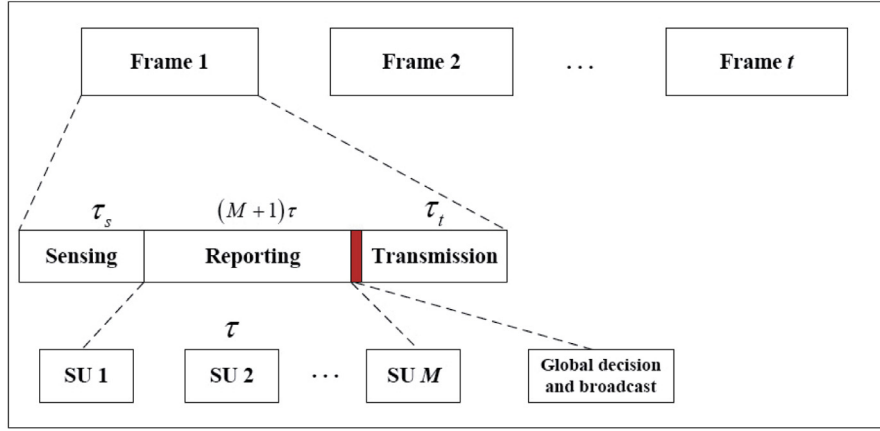 Frame 1 Frame 2 ... Frame t
τs (M+1)τ τt
Sensing Reporting Transmission
τ
SU 1 SU 2 ... SU M Global decision
and broadcast